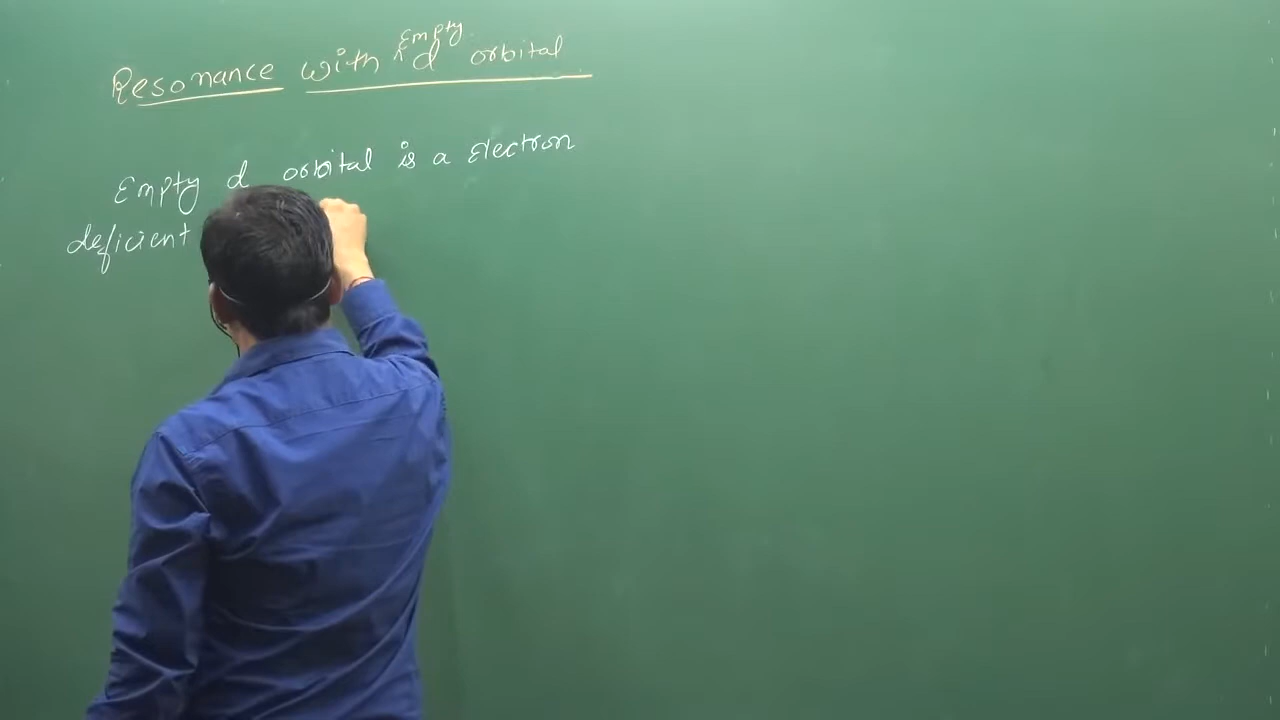 Resonance with Empty d orbital
Empty d orbital is a Electron
deficient